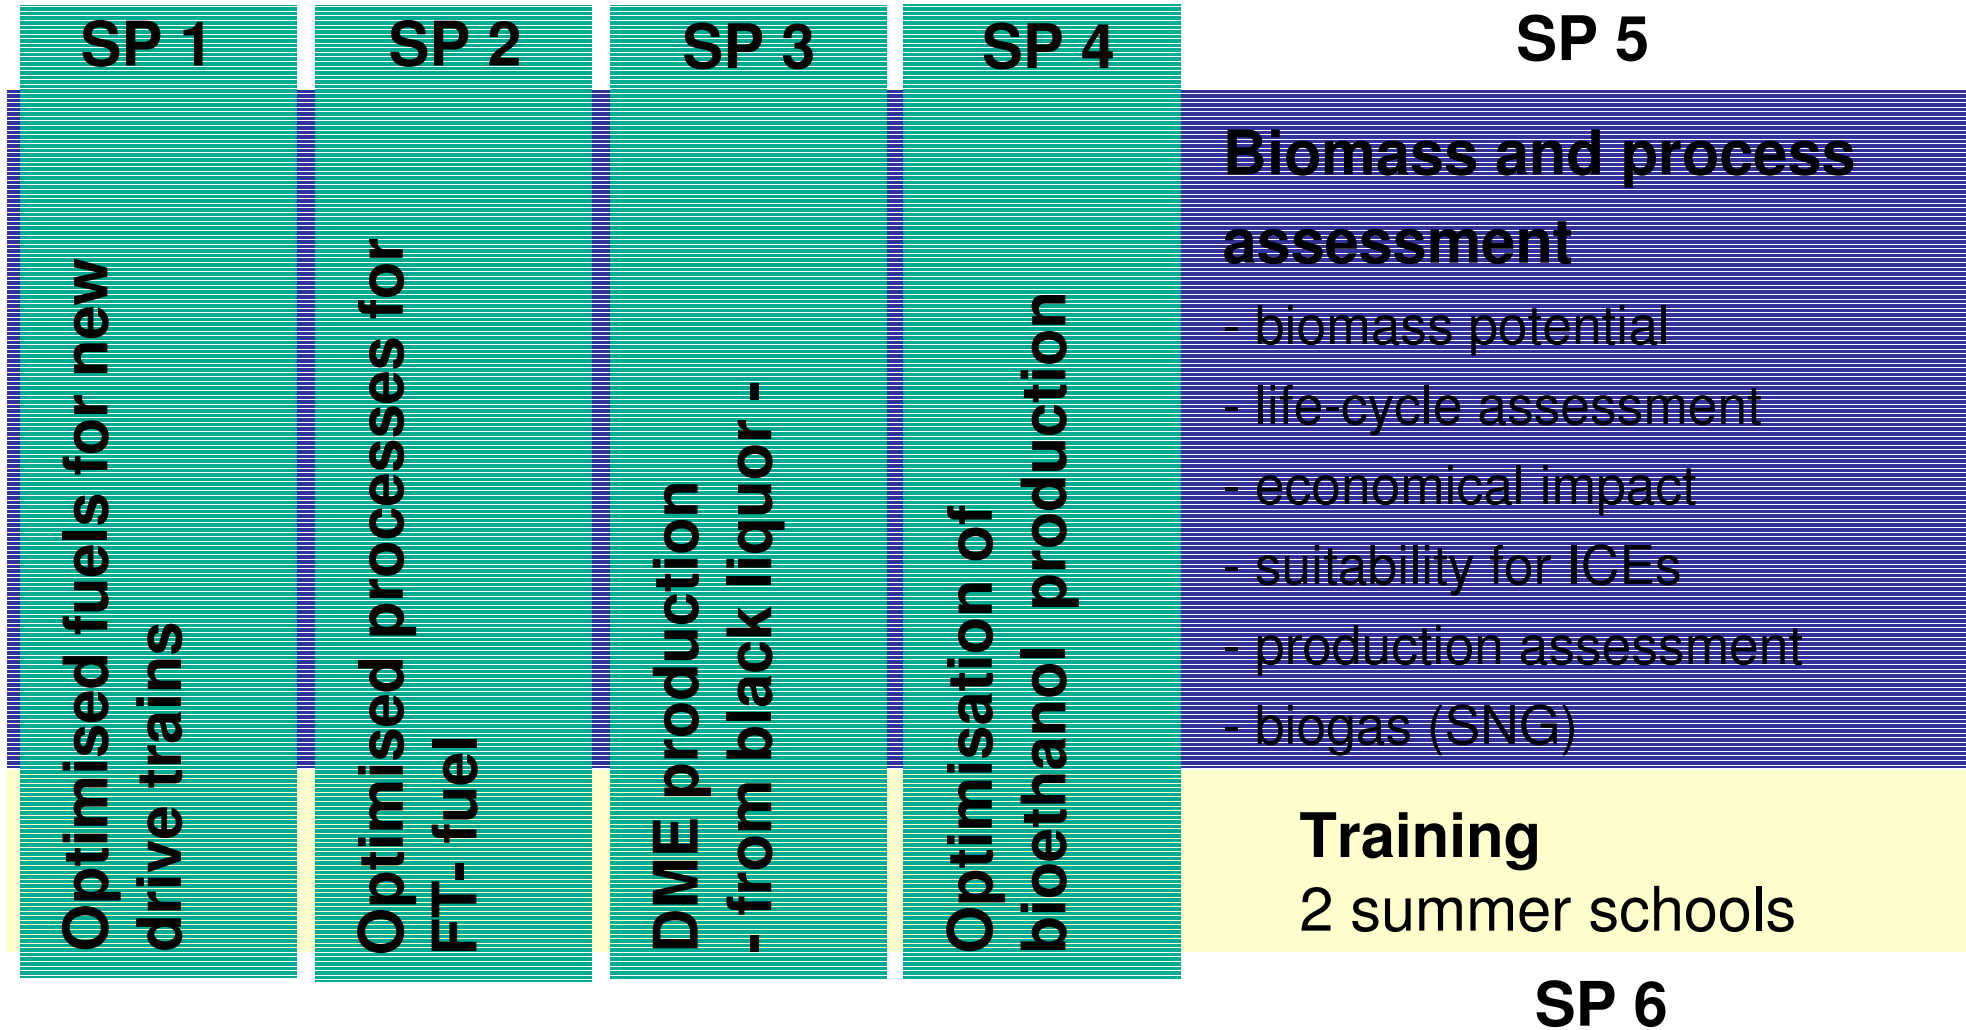 SP 1
Optimised fuels for new
drive trains
SP 2
Optimised processes for
FT- fuel
SP 3
DME production
- from black liquor -
SP 4
Optimisation of
bioethanol production
SP 5
Biomass and process
assessment
- biomass potential
- life-cycle assessment
- economical impact
- suitability for ICEs
- production assessment
- biogas (SNG)
Training
2 summer schools
SP 6